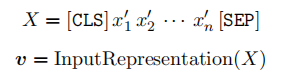 X = [CLS] x′₁ x′₂ ⋯ x′ₙ [SEP]
v = InputRepresentation(X)